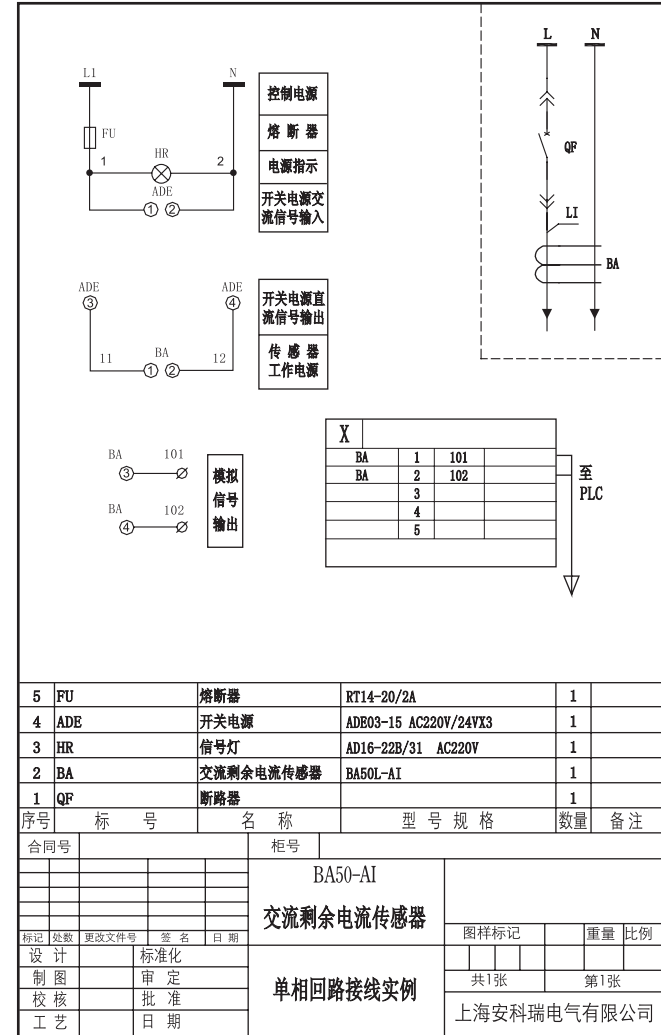 L1 N
FU
1 HR 2
ADE
① ②
控制电源
熔 断 器
电源指示
开关电源交
流信号输入
L N
QF
LI
BA
ADE ADE
③ ④
11 BA 12
① ②
开关电源直
流信号输出
传 感 器
工作电源
BA 101
③
BA 102
④
模拟
信号
输出
X
BA 1 101
BA 2 102
3
4
5
至
PLC
5 FU 熔断器 RT14-20/2A 1
4 ADE 开关电源 ADE03-15 AC220V/24VX3 1
3 HR 信号灯 AD16-22B/31 AC220V 1
2 BA 交流剩余电流传感器 BA50L-AI 1
1 QF 断路器 1
序号 标 号 名 称 型 号 规 格 数量 备注
合同号 柜号
BA50-AI
交流剩余电流传感器
标记 处数 更改文件号 签 名 日 期
图样标记 重量 比例
设 计 标准化
制 图 审 定
校 核 批 准
工 艺 日 期
单相回路接线实例
共1张 第1张
上海安科瑞电气有限公司